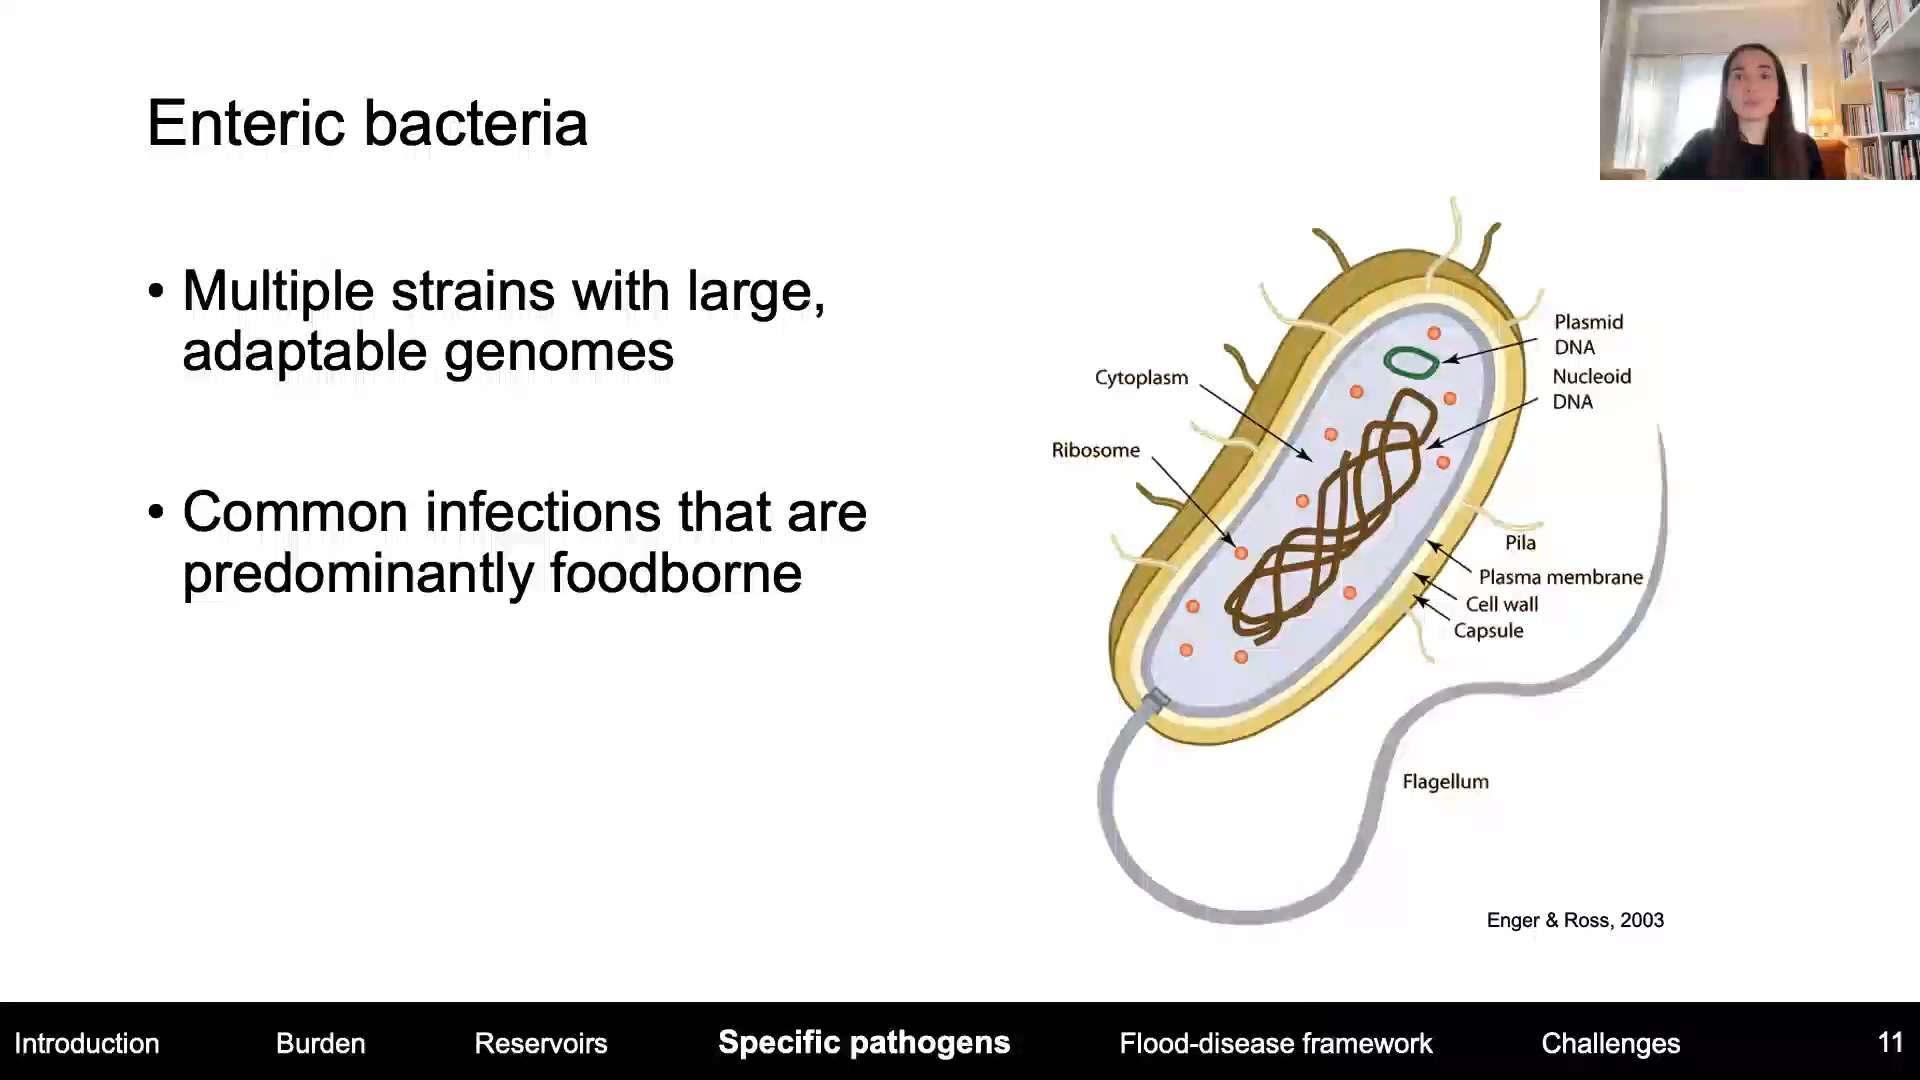 Enteric bacteria
• Multiple strains with large,
adaptable genomes
• Common infections that are
predominantly foodborne
Plasmid
DNA
Nucleoid
DNA
Cytoplasm
Ribosome
Pila
Plasma membrane
Cell wall
Capsule
Flagellum
Enger & Ross, 2003
Introduction Burden Reservoirs Specific pathogens Flood-disease framework Challenges 11